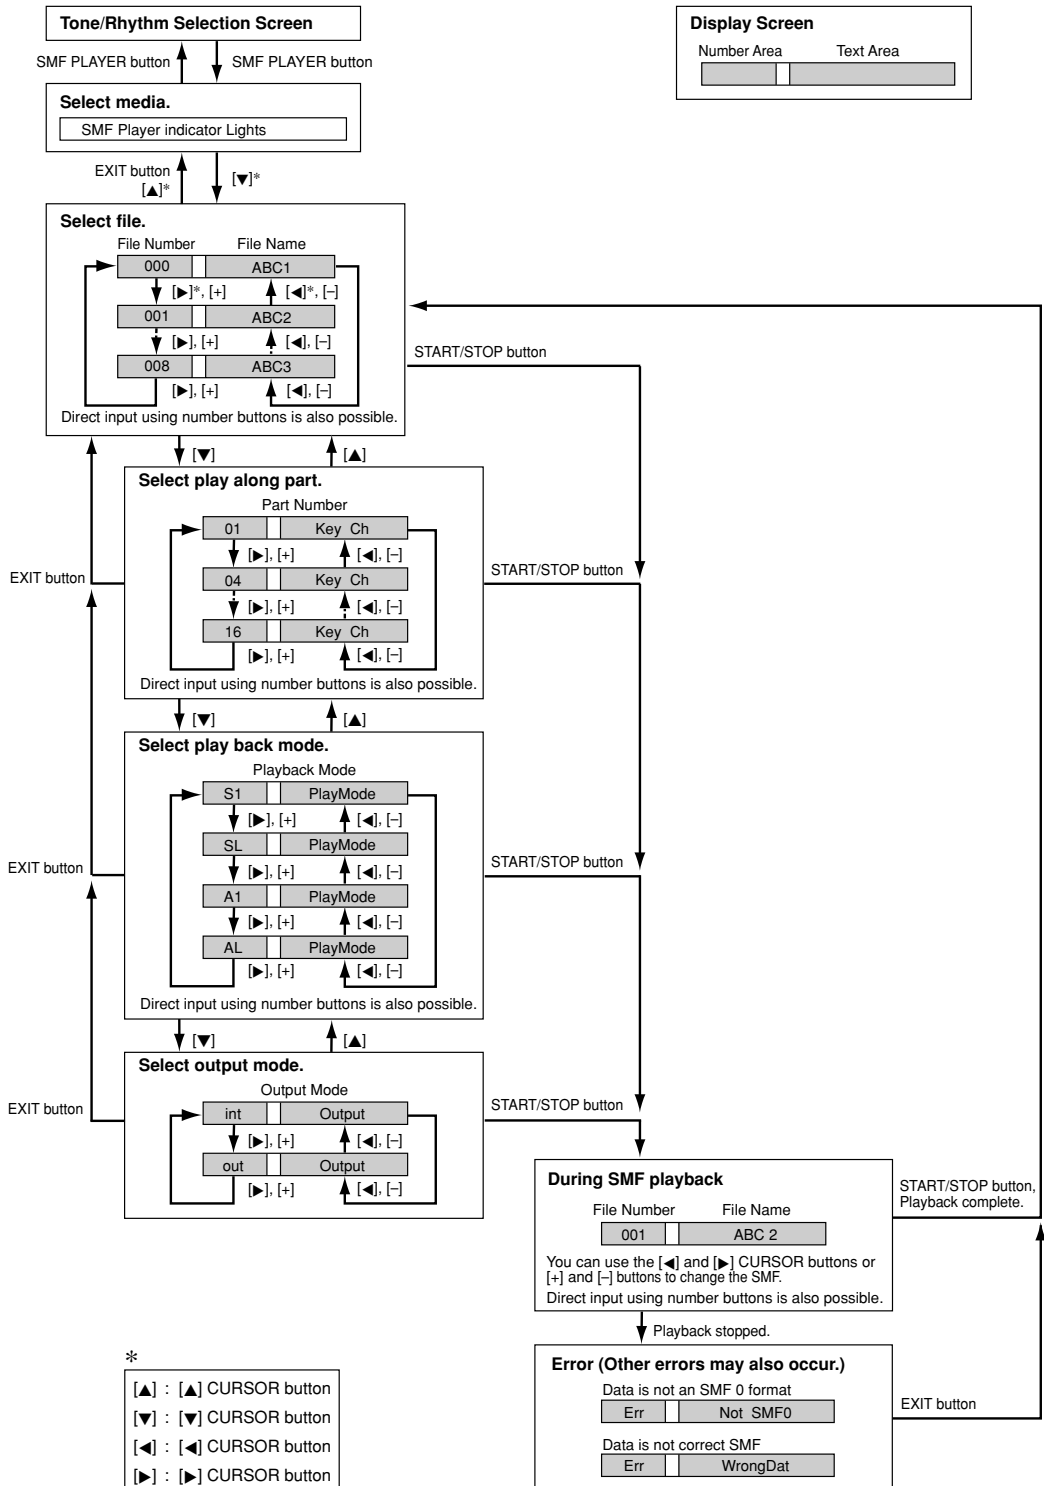 Tone/Rhythm Selection Screen
SMF PLAYER button
SMF PLAYER button
Display Screen
Number Area
Text Area
Select media.
SMF Player indicator Lights
EXIT button
[▲]*
[▼]*
Select file.
File Number
File Name
000
ABC1
[▶]*, [+]
[◀]*, [–]
001
ABC2
[▶], [+]
[◀], [–]
008
ABC3
[▶], [+]
[◀], [–]
Direct input using number buttons is also possible.
START/STOP button
[▼]
[▲]
Select play along part.
Part Number
01
Key Ch
[▶], [+]
[◀], [–]
04
Key Ch
[▶], [+]
[◀], [–]
16
Key Ch
[▶], [+]
[◀], [–]
Direct input using number buttons is also possible.
EXIT button
START/STOP button
[▼]
[▲]
Select play back mode.
Playback Mode
S1
PlayMode
[▶], [+]
[◀], [–]
SL
PlayMode
[▶], [+]
[◀], [–]
A1
PlayMode
[▶], [+]
[◀], [–]
AL
PlayMode
[▶], [+]
[◀], [–]
Direct input using number buttons is also possible.
EXIT button
START/STOP button
[▼]
[▲]
Select output mode.
Output Mode
int
Output
[▶], [+]
[◀], [–]
out
Output
[▶], [+]
[◀], [–]
EXIT button
START/STOP button
During SMF playback
File Number
File Name
001
ABC 2
You can use the [◀] and [▶] CURSOR buttons or
[+] and [–] buttons to change the SMF.
Direct input using number buttons is also possible.
START/STOP button,
Playback complete.
Playback stopped.
Error (Other errors may also occur.)
Data is not an SMF 0 format
Err
Not SMF0
Data is not correct SMF
Err
WrongDat
EXIT button
*
[▲] : [▲] CURSOR button
[▼] : [▼] CURSOR button
[◀] : [◀] CURSOR button
[▶] : [▶] CURSOR button